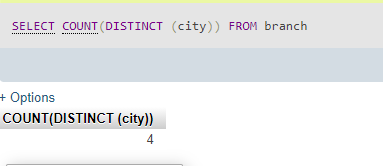 SELECT COUNT(DISTINCT (city)) FROM branch
+ Options
COUNT(DISTINCT (city))
4